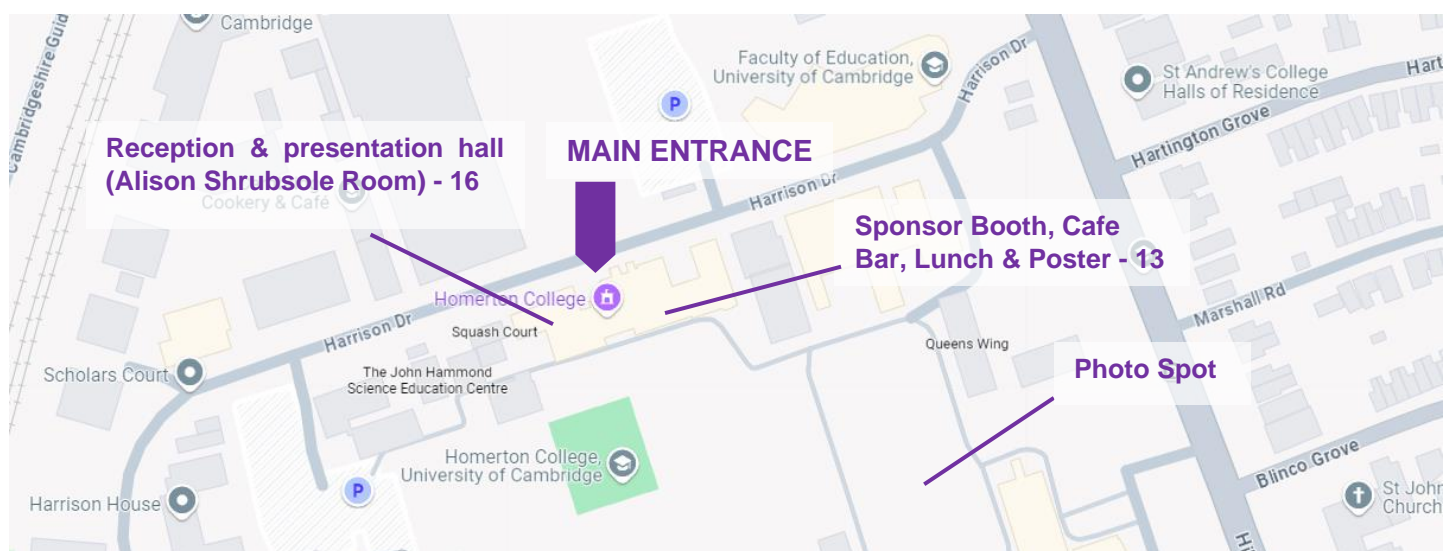 Cambridge
Cambridgeshire Guid
Faculty of Education,
University of Cambridge
Harrison Dr
St Andrew's College
Halls of Residence
Hart
Hartington Grove
P
Reception & presentation hall
(Alison Shrubsole Room) - 16
Cookery & Café
MAIN ENTRANCE
Harrison Dr
Sponsor Booth, Cafe
Bar, Lunch & Poster - 13
Homerton College
Squash Court
Harrison Dr
Marshall Rd
Queens Wing
Scholars Court
The John Hammond
Science Education Centre
Photo Spot
Homerton College,
University of Cambridge
Blinco Grove
Harrison House
P
St John
Church
Hi